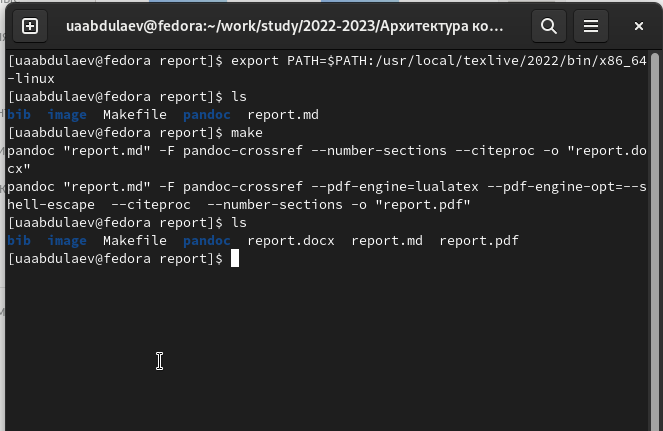 uaabdulaev@fedora:~/work/study/2022-2023/Архитектура ко...
[uaabdulaev@fedora report]$ export PATH=$PATH:/usr/local/texlive/2022/bin/x86_64
-linux
[uaabdulaev@fedora report]$ ls
bib  image  Makefile  pandoc  report.md
[uaabdulaev@fedora report]$ make
pandoc "report.md" -F pandoc-crossref --number-sections --citeproc -o "report.do
cx"
pandoc "report.md" -F pandoc-crossref --pdf-engine=lualatex --pdf-engine-opt=--s
hell-escape  --citeproc  --number-sections -o "report.pdf"
[uaabdulaev@fedora report]$ ls
bib  image  Makefile  pandoc  report.docx  report.md  report.pdf
[uaabdulaev@fedora report]$